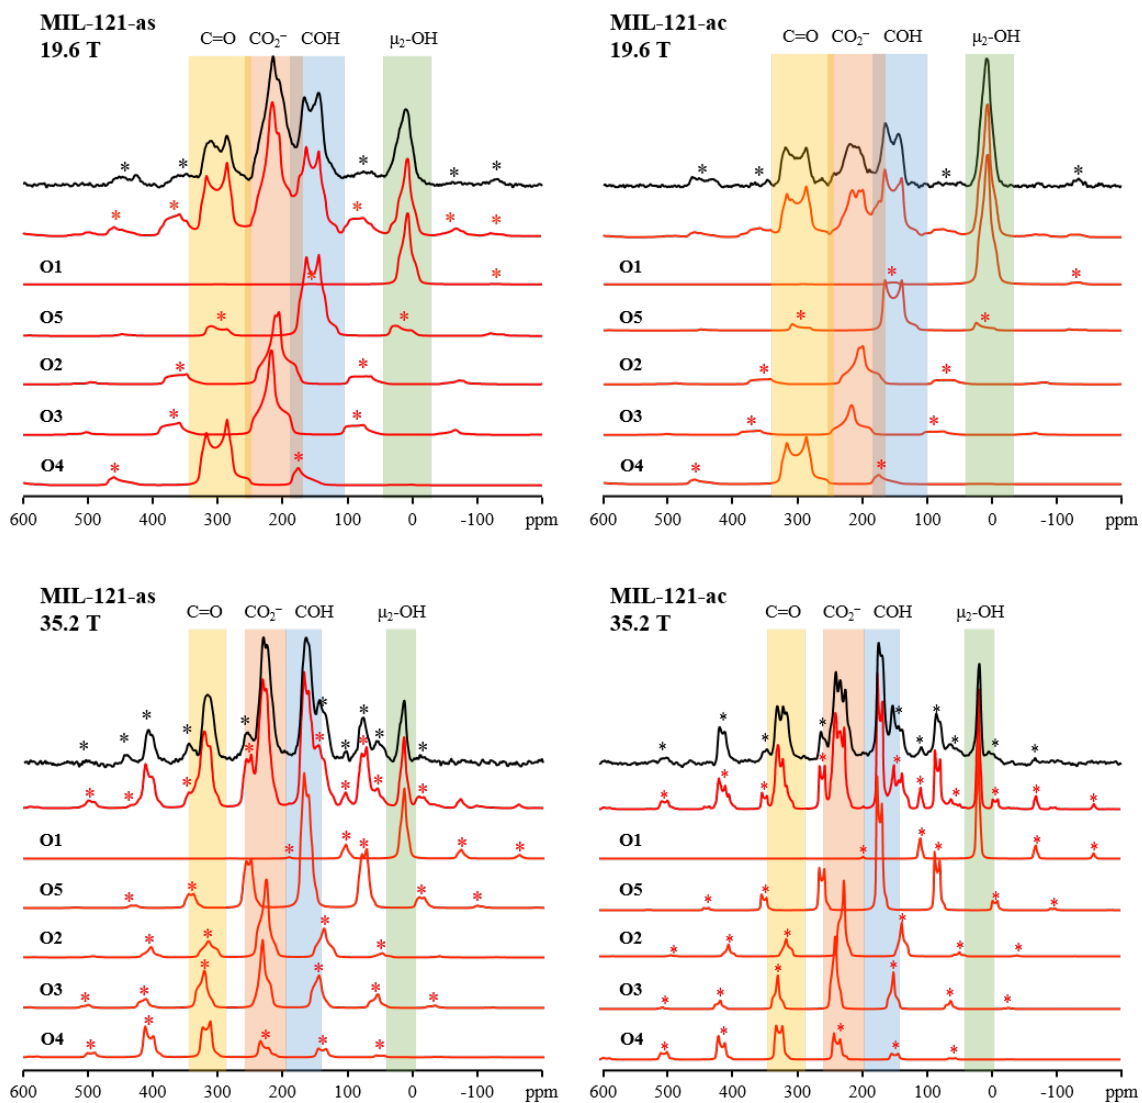 MIL-121-as
19.6 T
C=O CO₂⁻ COH μ₂-OH
* * * * *
* * * * * *
O1 * *
O5 * *
O2 * *
O3 * *
O4 * *
600 500 400 300 200 100 0 -100 ppm
MIL-121-ac
19.6 T
C=O CO₂⁻ COH μ₂-OH
* * * *
O1 * *
O5 * *
O2 * *
O3 * *
O4 * *
600 500 400 300 200 100 0 -100 ppm
MIL-121-as
35.2 T
C=O CO₂⁻ COH μ₂-OH
* * * * * * * * * *
* * * * * * * * * *
O1 * * *
O5 * * * *
O2 * * * *
O3 * * * * * *
O4 * * * * *
600 500 400 300 200 100 0 -100 ppm
MIL-121-ac
35.2 T
C=O CO₂⁻ COH μ₂-OH
* * * * * * * * * *
* * * * * * * * * *
O1 * * * *
O5 * * * * *
O2 * * * * * *
O3 * * * * * *
O4 * * * * *
600 500 400 300 200 100 0 -100 ppm